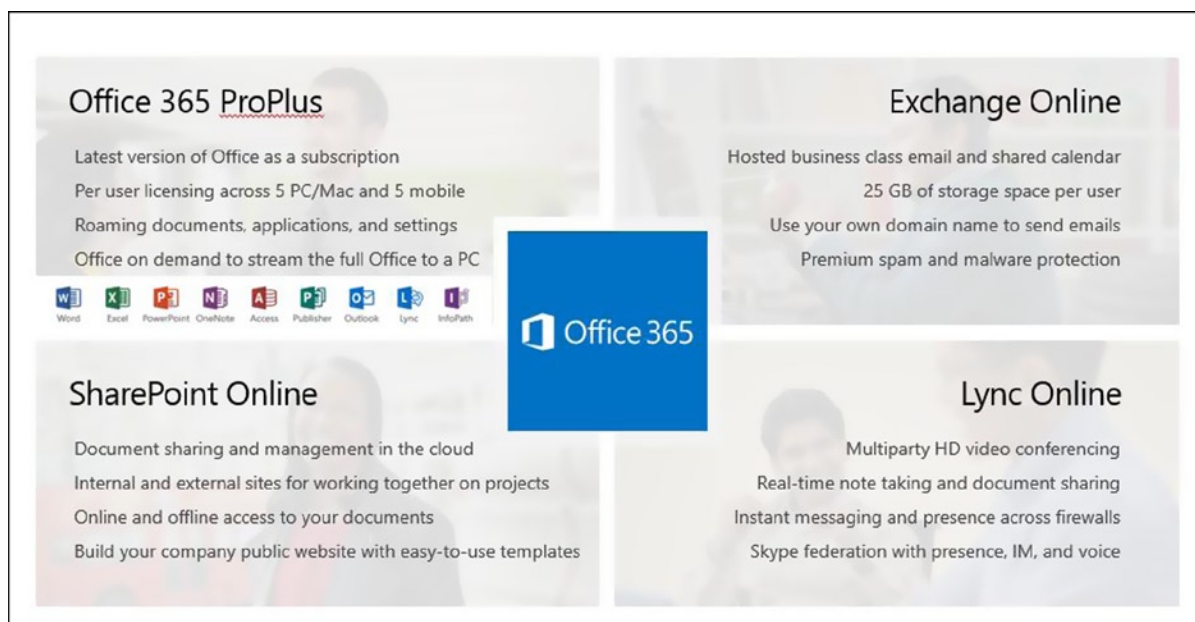 Office 365 ProPlus
Latest version of Office as a subscription
Per user licensing across 5 PC/Mac and 5 mobile
Roaming documents, applications, and settings
Office on demand to stream the full Office to a PC
Word Excel PowerPoint OneNote Access Publisher Outlook Lync InfoPath
Exchange Online
Hosted business class email and shared calendar
25 GB of storage space per user
Use your own domain name to send emails
Premium spam and malware protection
Office 365
SharePoint Online
Document sharing and management in the cloud
Internal and external sites for working together on projects
Online and offline access to your documents
Build your company public website with easy-to-use templates
Lync Online
Multiparty HD video conferencing
Real-time note taking and document sharing
Instant messaging and presence across firewalls
Skype federation with presence, IM, and voice